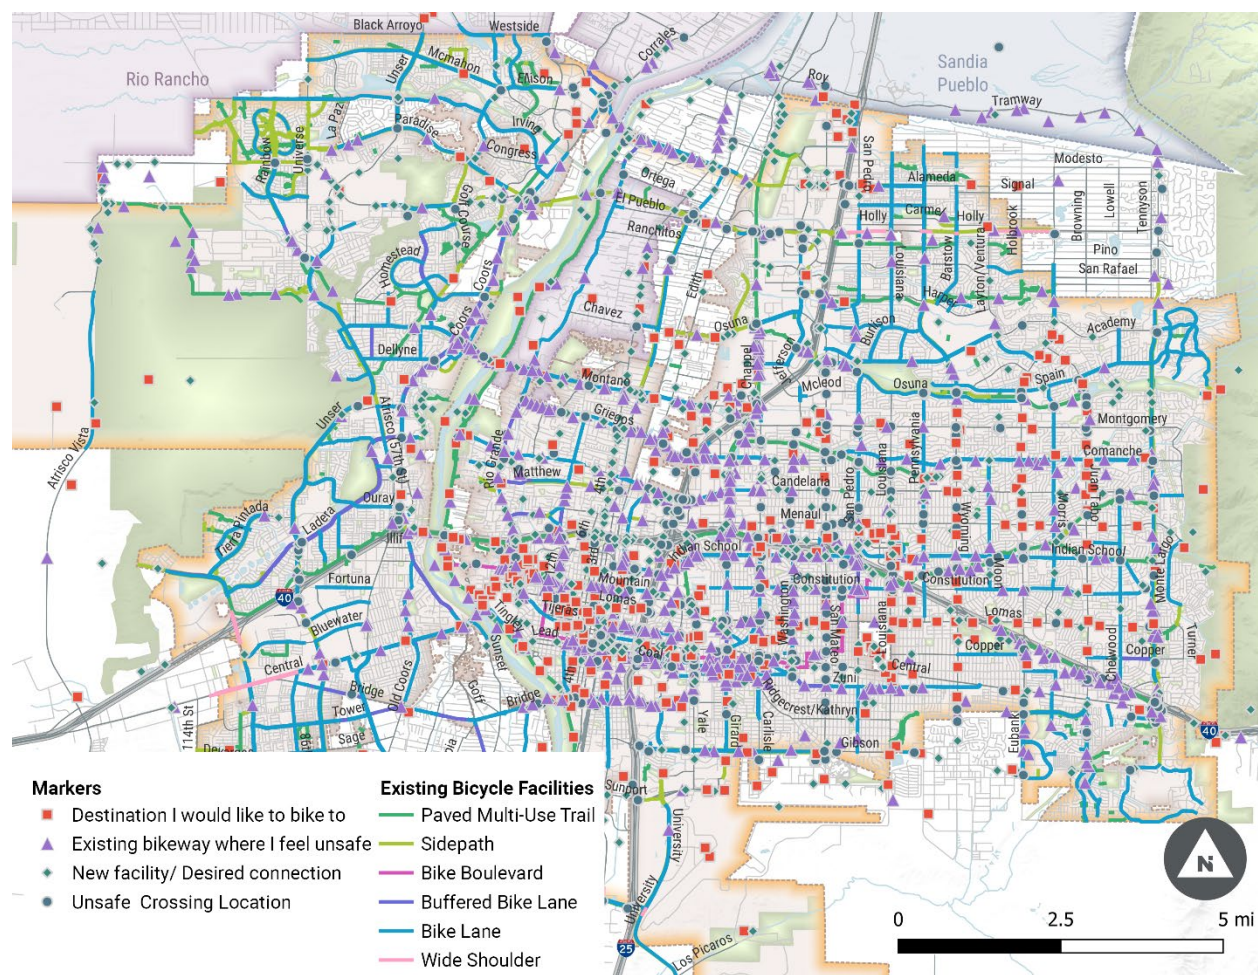 Black Arroyo
Westside
Corrales
Rio Rancho
Unser
Mcmahon
Ellison
Roy
Sandia
Pueblo
Tramway
La Paz
Paradise
Irving
Congress
Rainbow
Universe
Golf Course
Ortega
El Pueblo
Ranchitos
San Pedro
Alameda
Modesto
Signal
Holly
Carmel
Holly
Holbrook
Browning
Lowell
Tennyson
Pino
San Rafael
Homestead
Coors
Edith
Louisiana
Barstow
Layton/Ventura
Harper
Chavez
Osuna
Coors
Dellyne
Burlison
Academy
Jefferson
Chappell
Montano
Mcleod
Osuna
Spain
Unser
Atrisco (57th ct)
Griegos
Montgomery
Atrisco Vista
Rio Grande
Matthew
4th
Candelaria
San Pedro
Louisiana
Pennsylvania
Comanche
Juan Tabo
Ouray
Ladera
Tierra Pintada
Menaul
Wyoming
Morris
Iliff
12th
6th
3rd
Indian School
Indian School
Fortuna
Mountain
Constitution
Constitution
Moon
Monte Largo
40
Bluewater
Lomas
Tijeras
Tingley
Lead
Washington
San Mateo
Louisiana
Lomas
Copper
Copper
Chelwood
Turner
Central
Sunset
Coal
Zuni
Central
Bridge
Old Coors
Goff
Bridge
4th
Ridgecrest/Kathryn
Tower
114th St
Sage
86th
Yale
Girard
Carlisle
Gibson
Eubank
40
Sunport
University
University
25
Los Picaros
Markers
Destination I would like to bike to
Existing bikeway where I feel unsafe
New facility/ Desired connection
Unsafe Crossing Location
Existing Bicycle Facilities
Paved Multi-Use Trail
Sidepath
Bike Boulevard
Buffered Bike Lane
Bike Lane
Wide Shoulder
N
0 2.5 5 mi